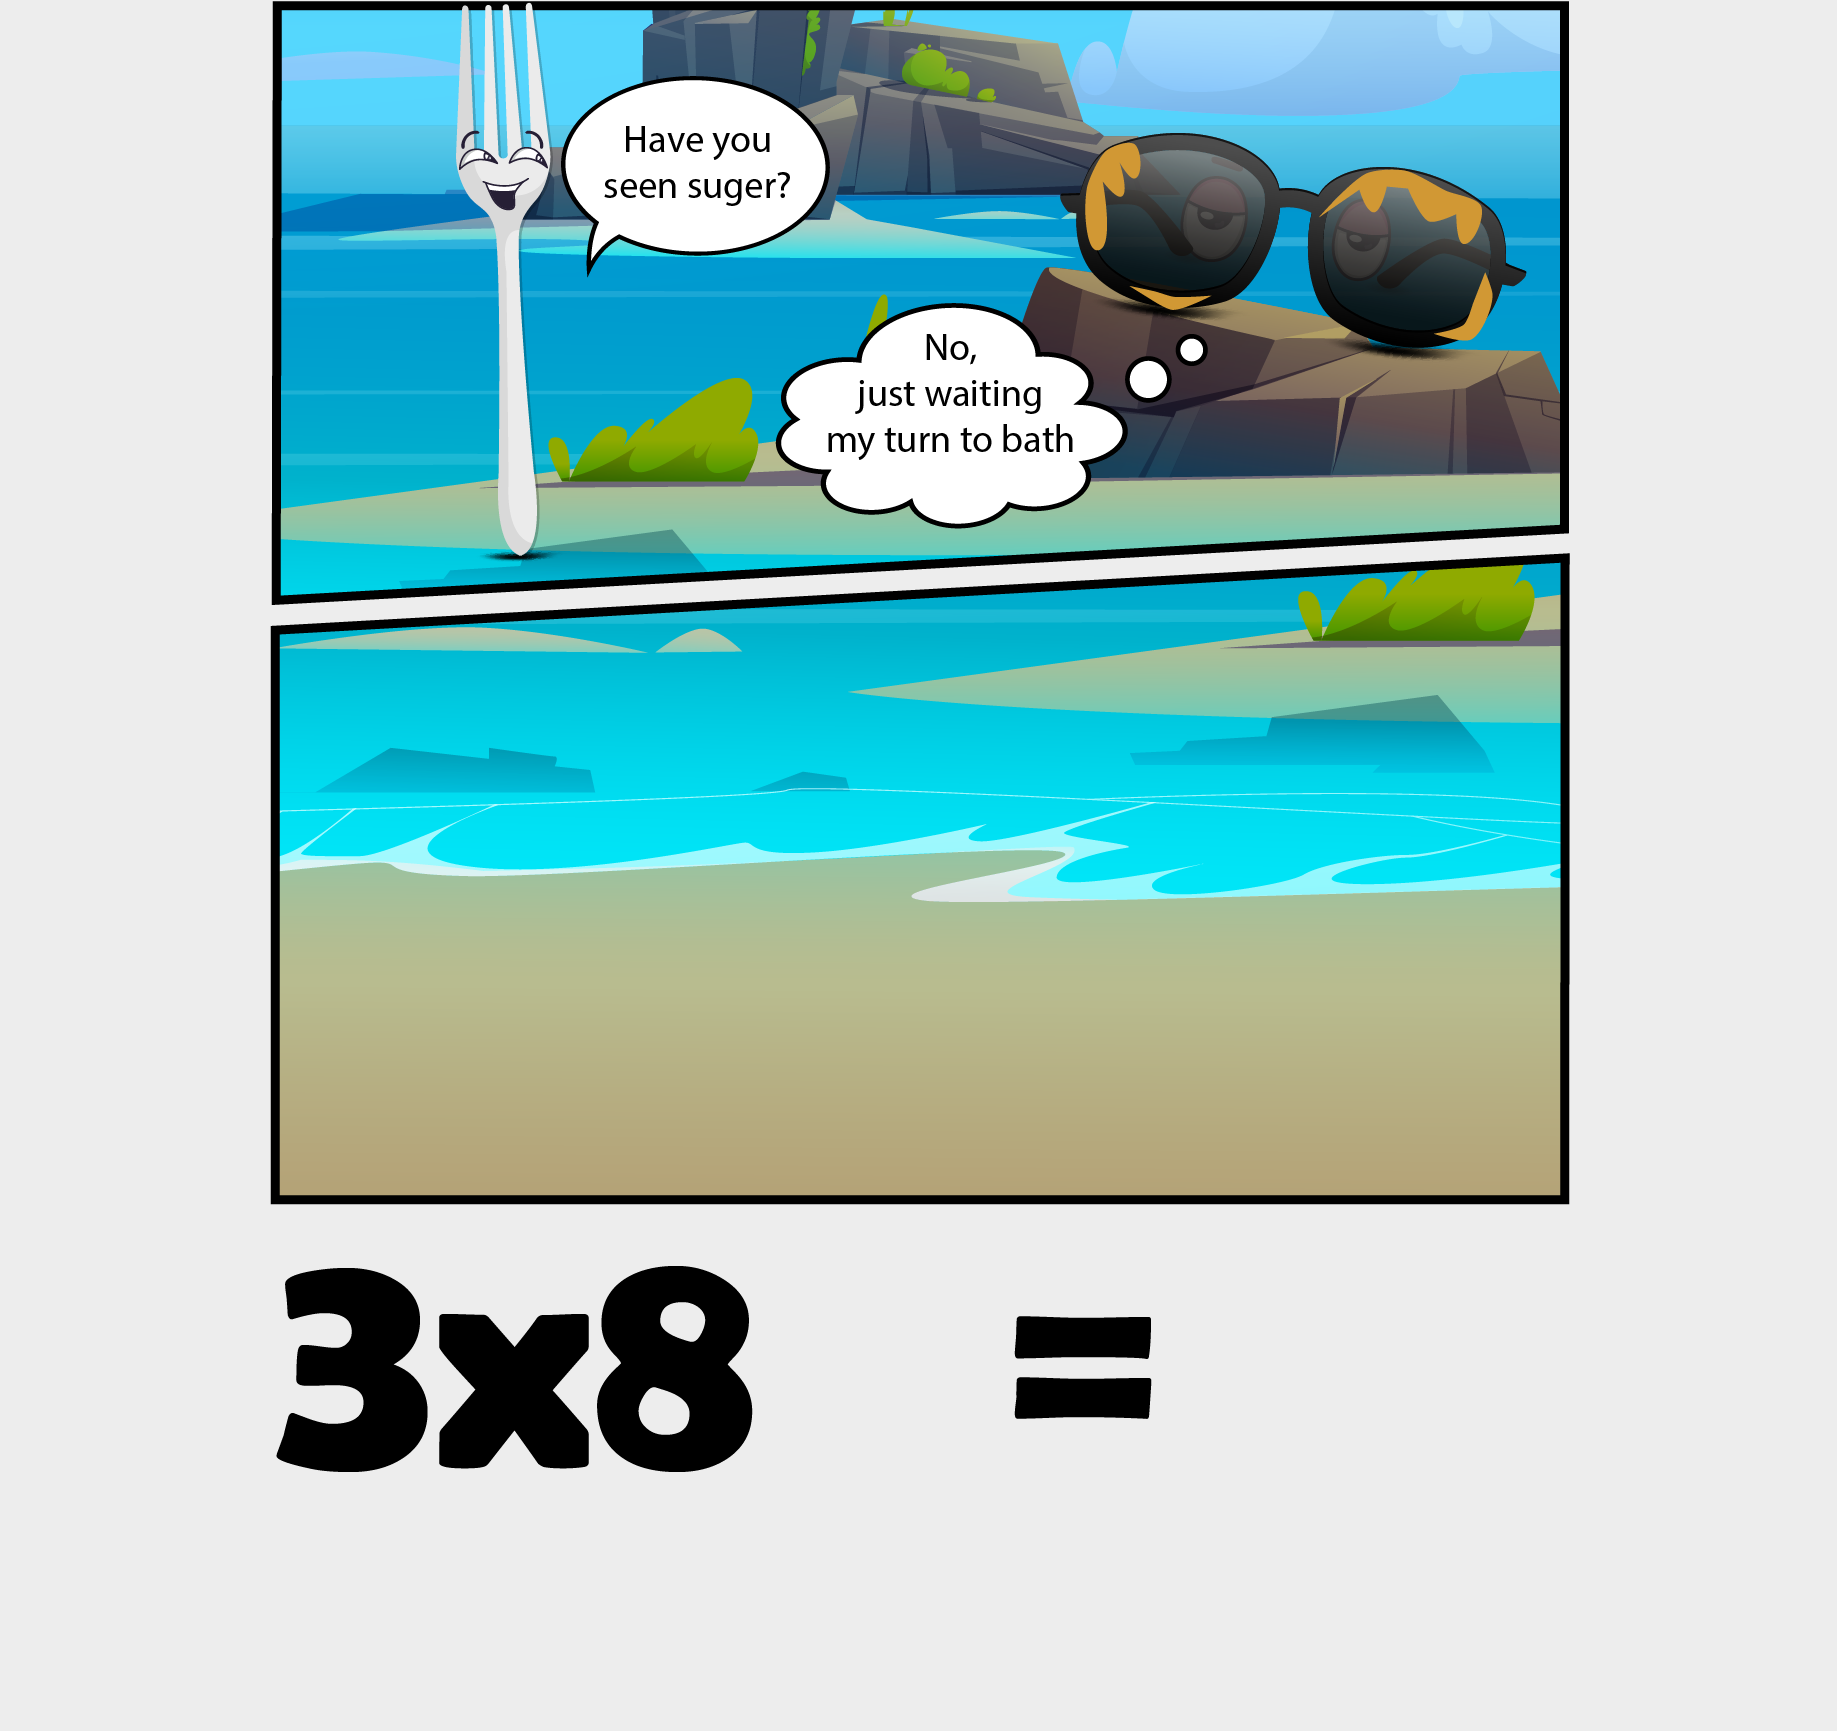 Have you
seen suger?
No,
just waiting
my turn to bath
3x8 =